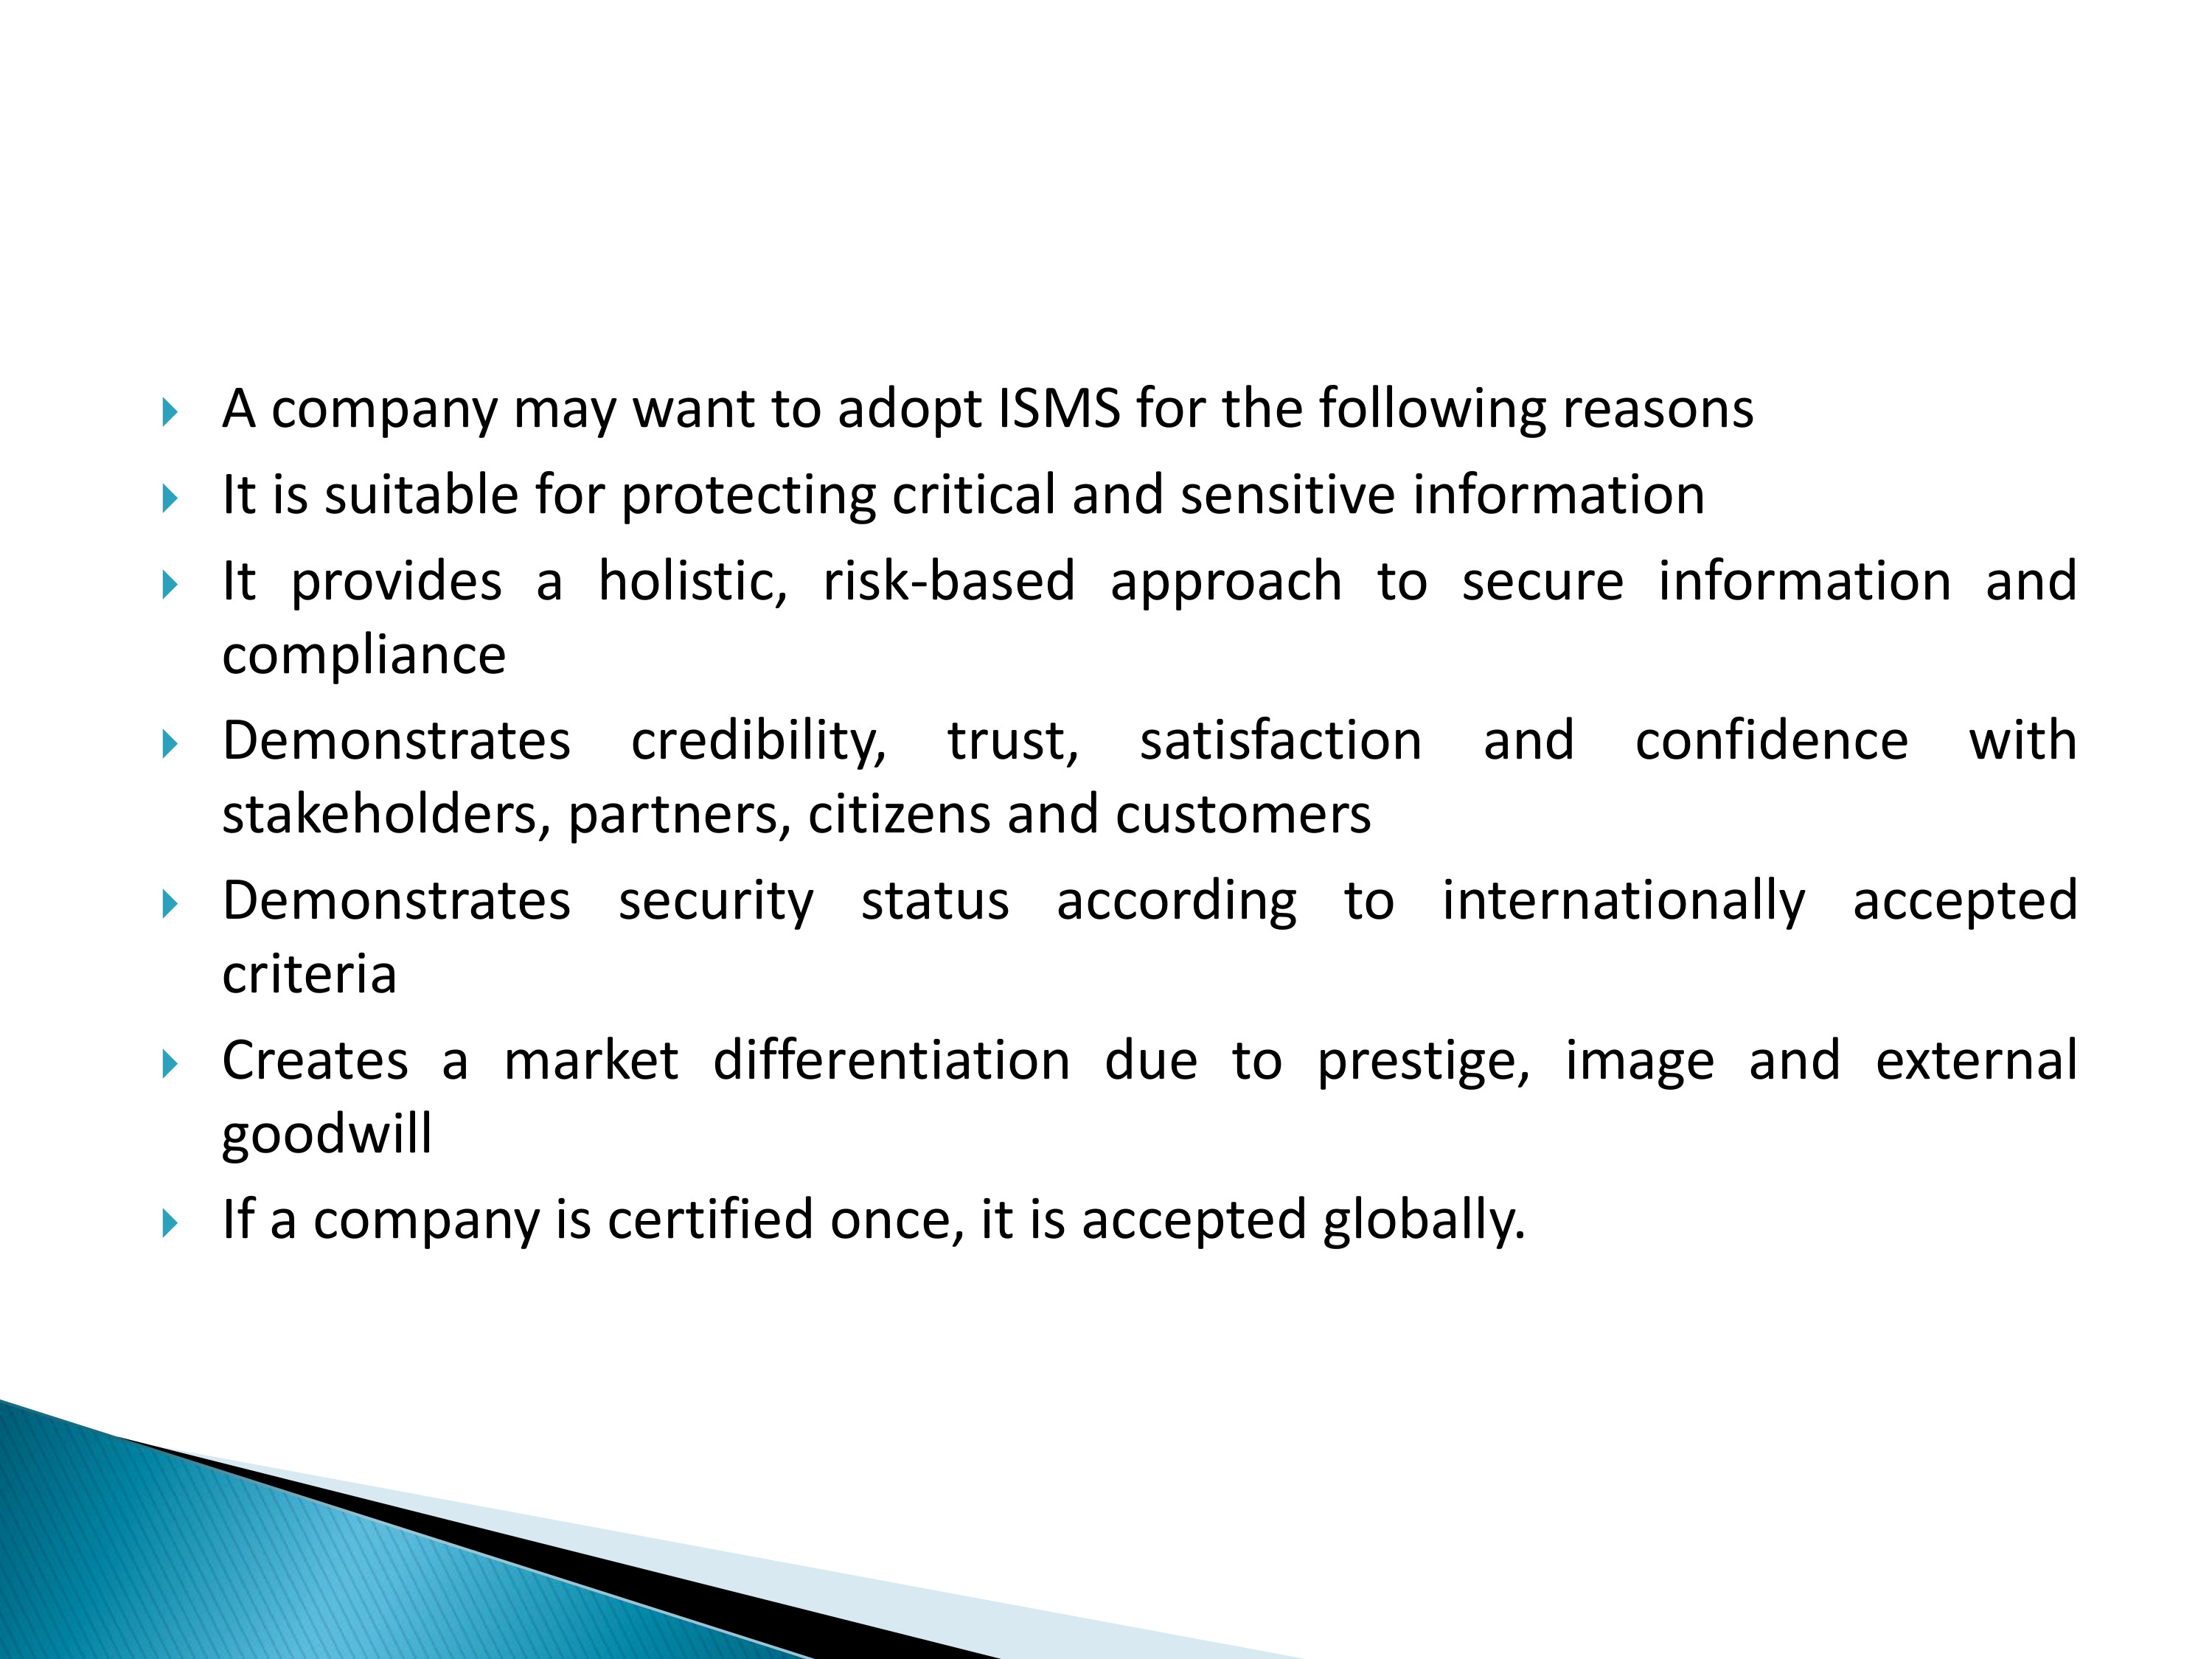 A company may want to adopt ISMS for the following reasons
It is suitable for protecting critical and sensitive information
It provides a holistic, risk-based approach to secure information and
compliance
Demonstrates credibility, trust, satisfaction and confidence with
stakeholders, partners, citizens and customers
Demonstrates security status according to internationally accepted
criteria
Creates a market differentiation due to prestige, image and external
goodwill
If a company is certified once, it is accepted globally.